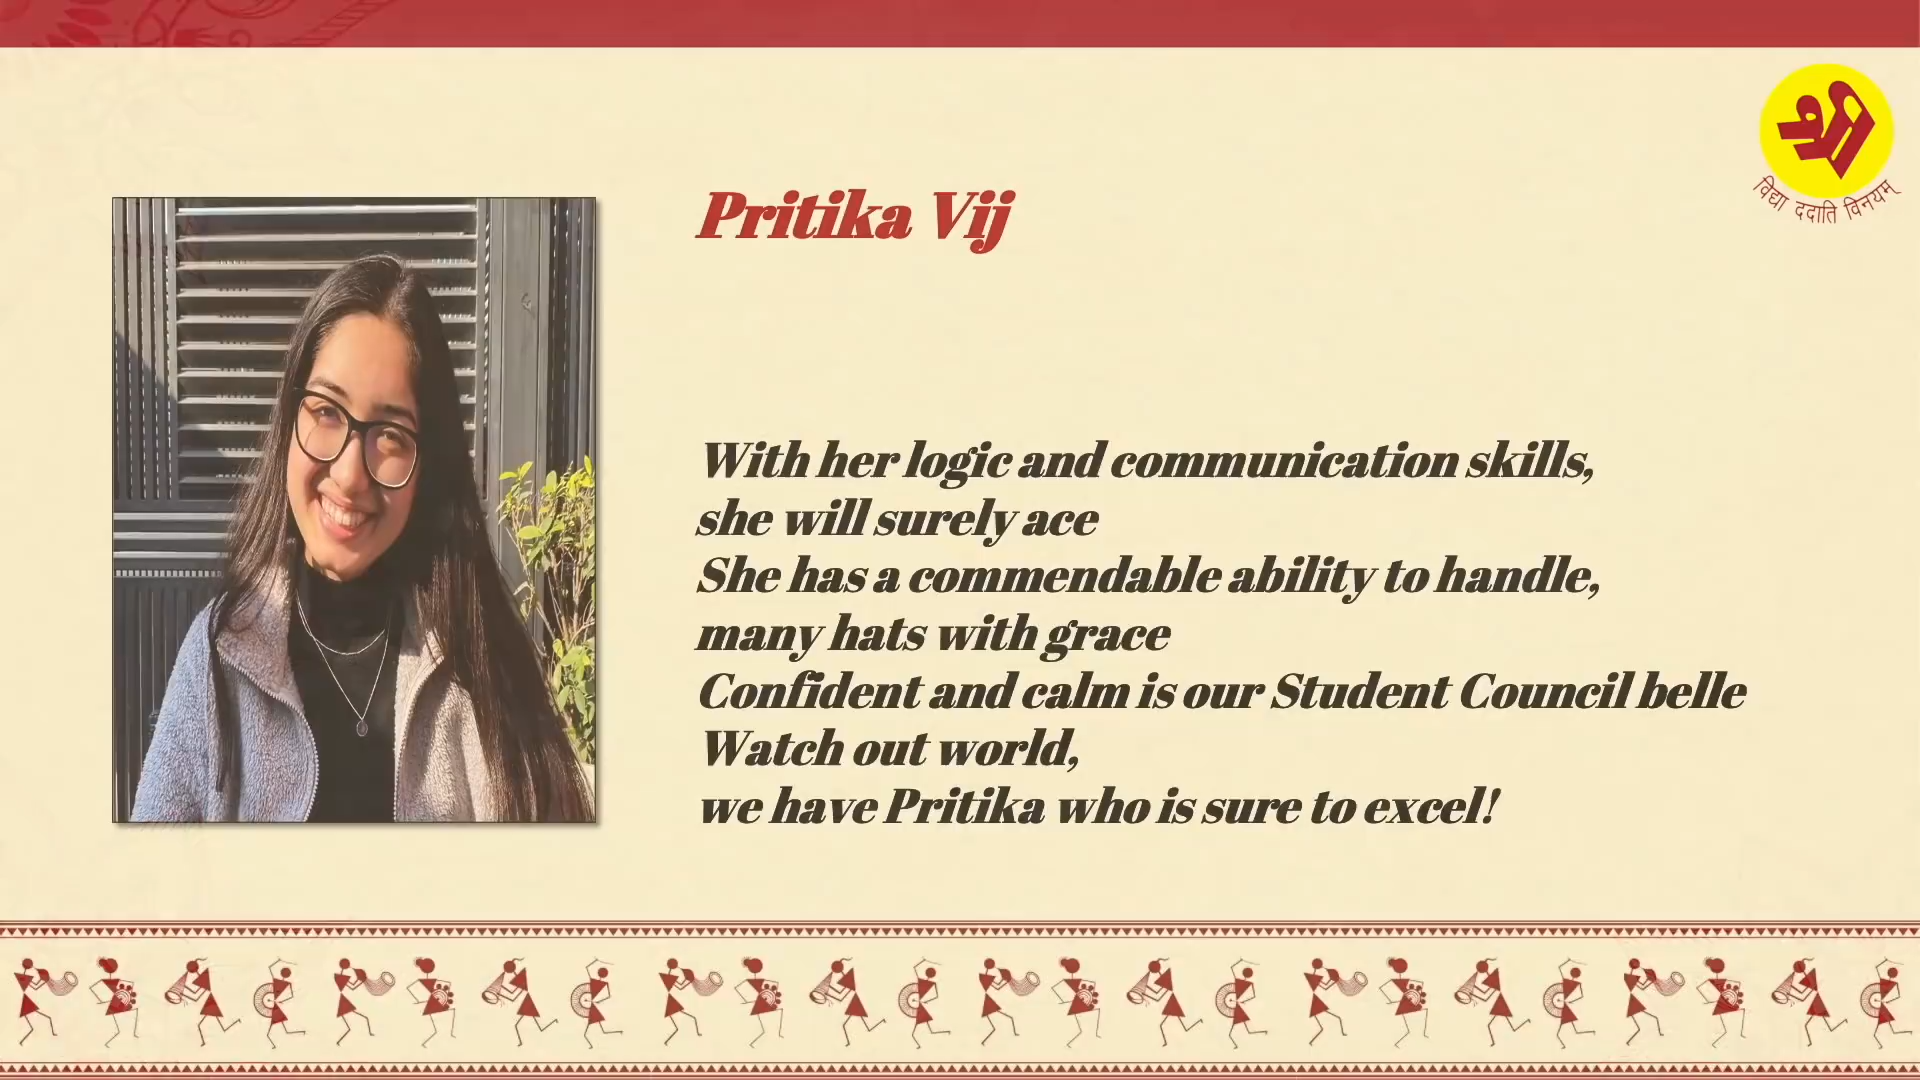 श्री
विद्या ददाति विनयम्
Pritika Vij
With her logic and communication skills,
she will surely ace
She has a commendable ability to handle,
many hats with grace
Confident and calm is our Student Council belle
Watch out world,
we have Pritika who is sure to excel!